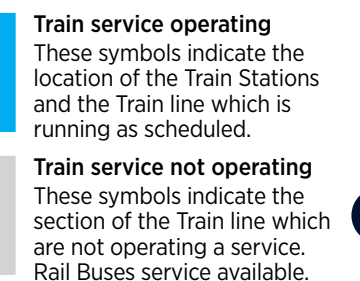 Train service operating
These symbols indicate the
location of the Train Stations
and the Train line which is
running as scheduled.
Train service not operating
These symbols indicate the
section of the Train line which
are not operating a service.
Rail Buses service available.